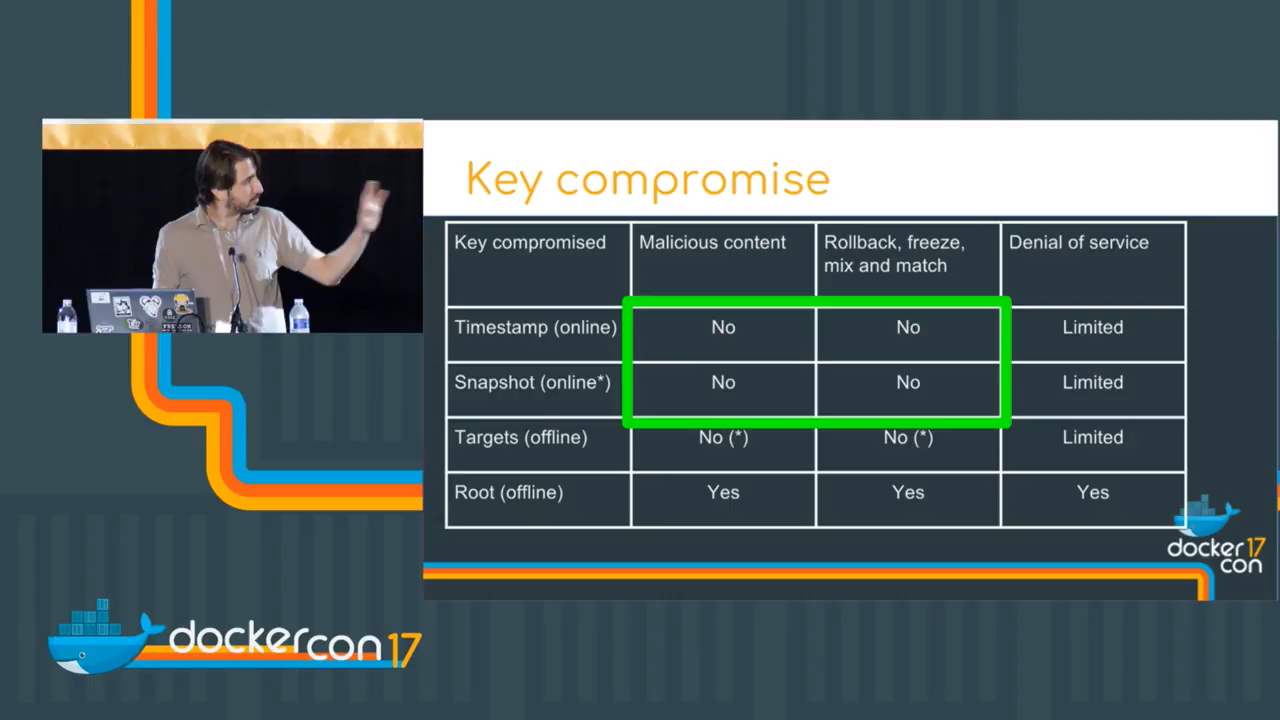 Key compromise
Key compromised
Malicious content
Rollback, freeze,
mix and match
Denial of service
Timestamp (online)
No
No
Limited
Snapshot (online*)
No
No
Limited
Targets (offline)
No (*)
No (*)
Limited
Root (offline)
Yes
Yes
Yes
docker 17
con
dockercon 17